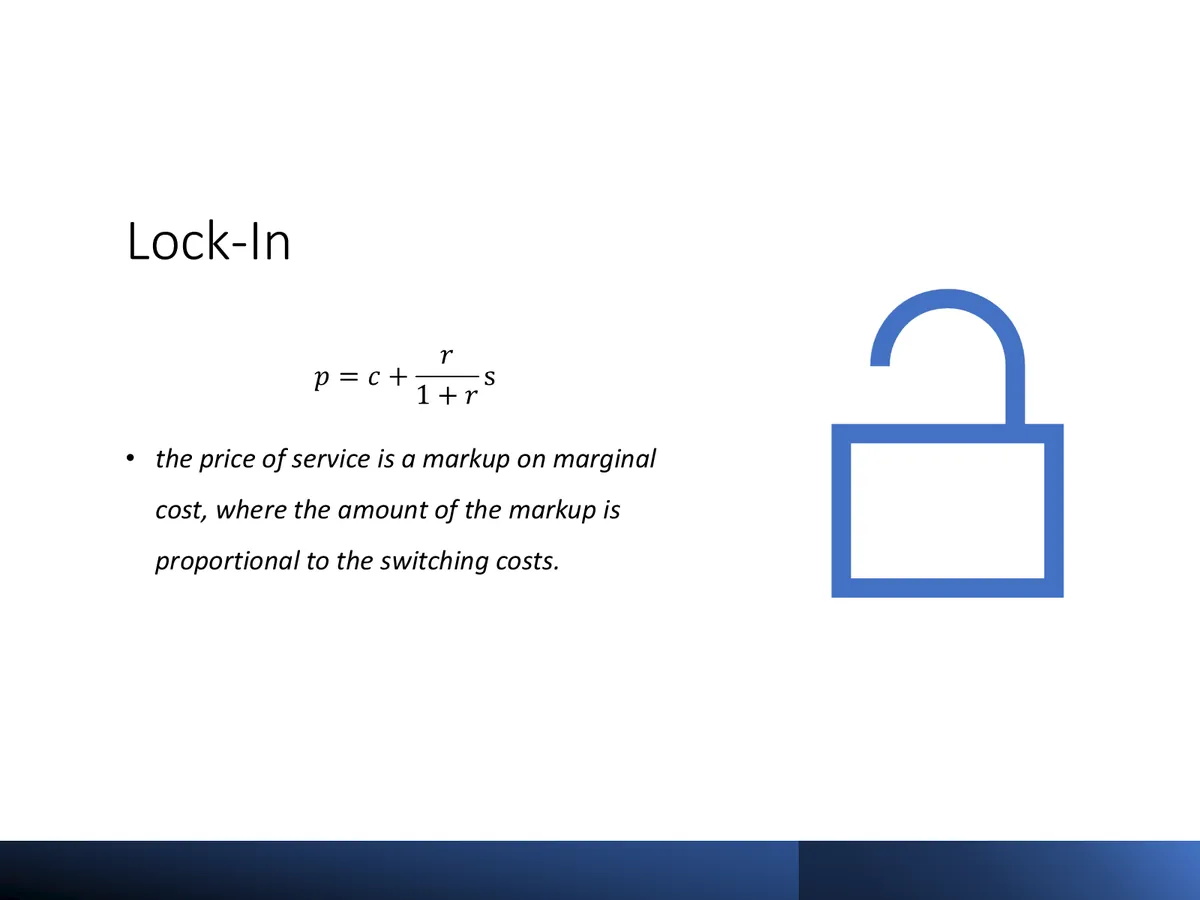 Lock-In
𝑝 = 𝑐 + \frac{𝑟}{1 + 𝑟} s
• the price of service is a markup on marginal
cost, where the amount of the markup is
proportional to the switching costs.